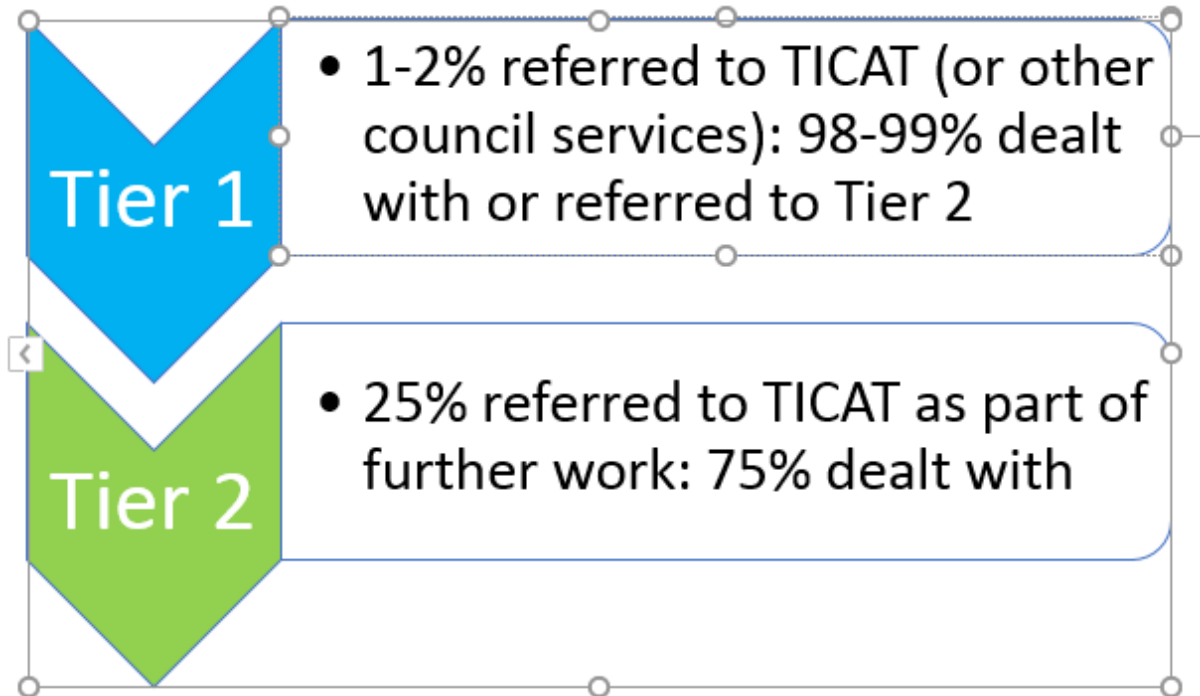 Tier 1
• 1-2% referred to TICAT (or other
council services): 98-99% dealt
with or referred to Tier 2
Tier 2
• 25% referred to TICAT as part of
further work: 75% dealt with